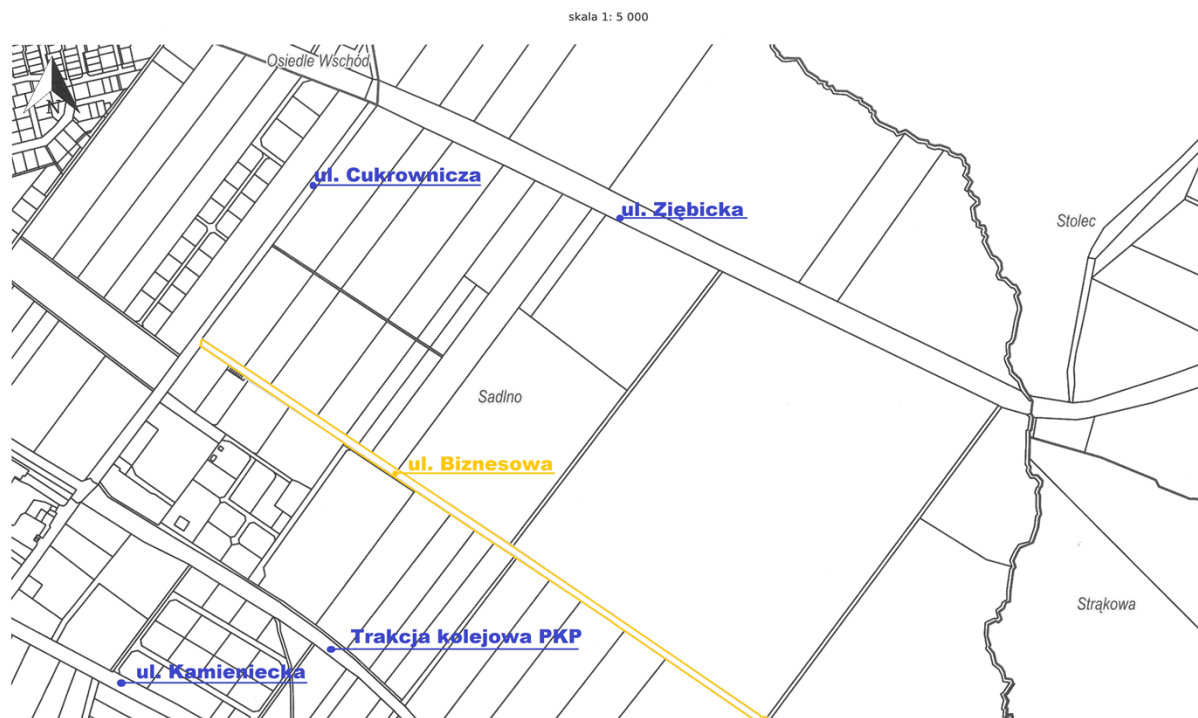 skala 1: 5 000
Osiedle Wschód
N
ul. Cukrownicza
ul. Ziębicka
Stolec
Sadlno
ul. Biznesowa
Strąkowa
Trakcja kolejowa PKP
ul. Kamieniecka